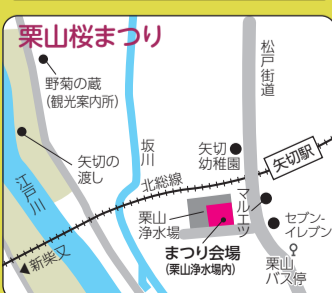 栗山桜まつり
野菊の蔵
(観光案内所)
松戸街道
坂川
矢切の
渡し
矢切
幼稚園
矢切駅
江戸川
北総線
マルエツ
栗山
浄水場
セブン-
イレブン
まつり会場
(栗山浄水場内)
◀新柴又
栗山
バス停